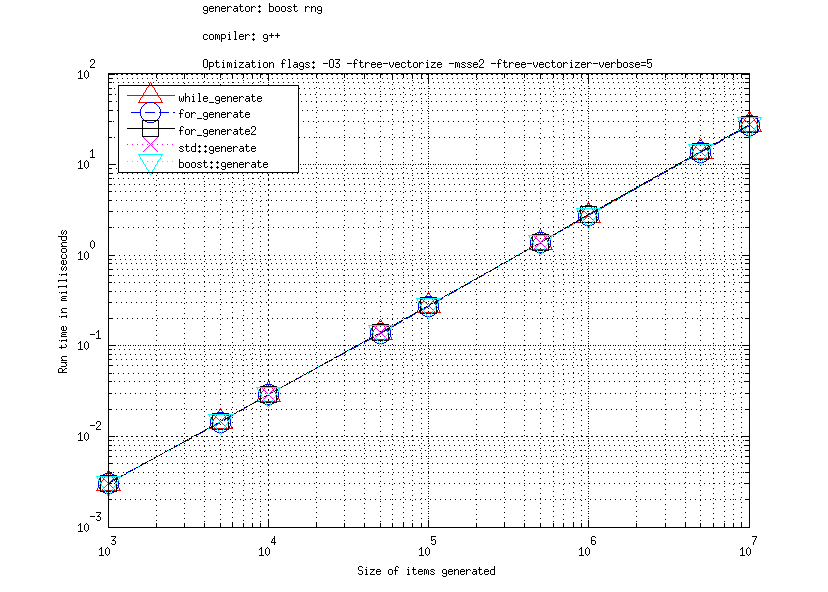 generator: boost rng
compiler: g++
Optimization flags: -O3 -ftree-vectorize -msse2 -ftree-vectorizer-verbose=5
10^2
while_generate
for_generate
for_generate2
std::generate
boost::generate
10^1
10^0
Run time in milliseconds
10^-1
10^-2
10^-3
10^3 10^4 10^5 10^6 10^7
Size of items generated